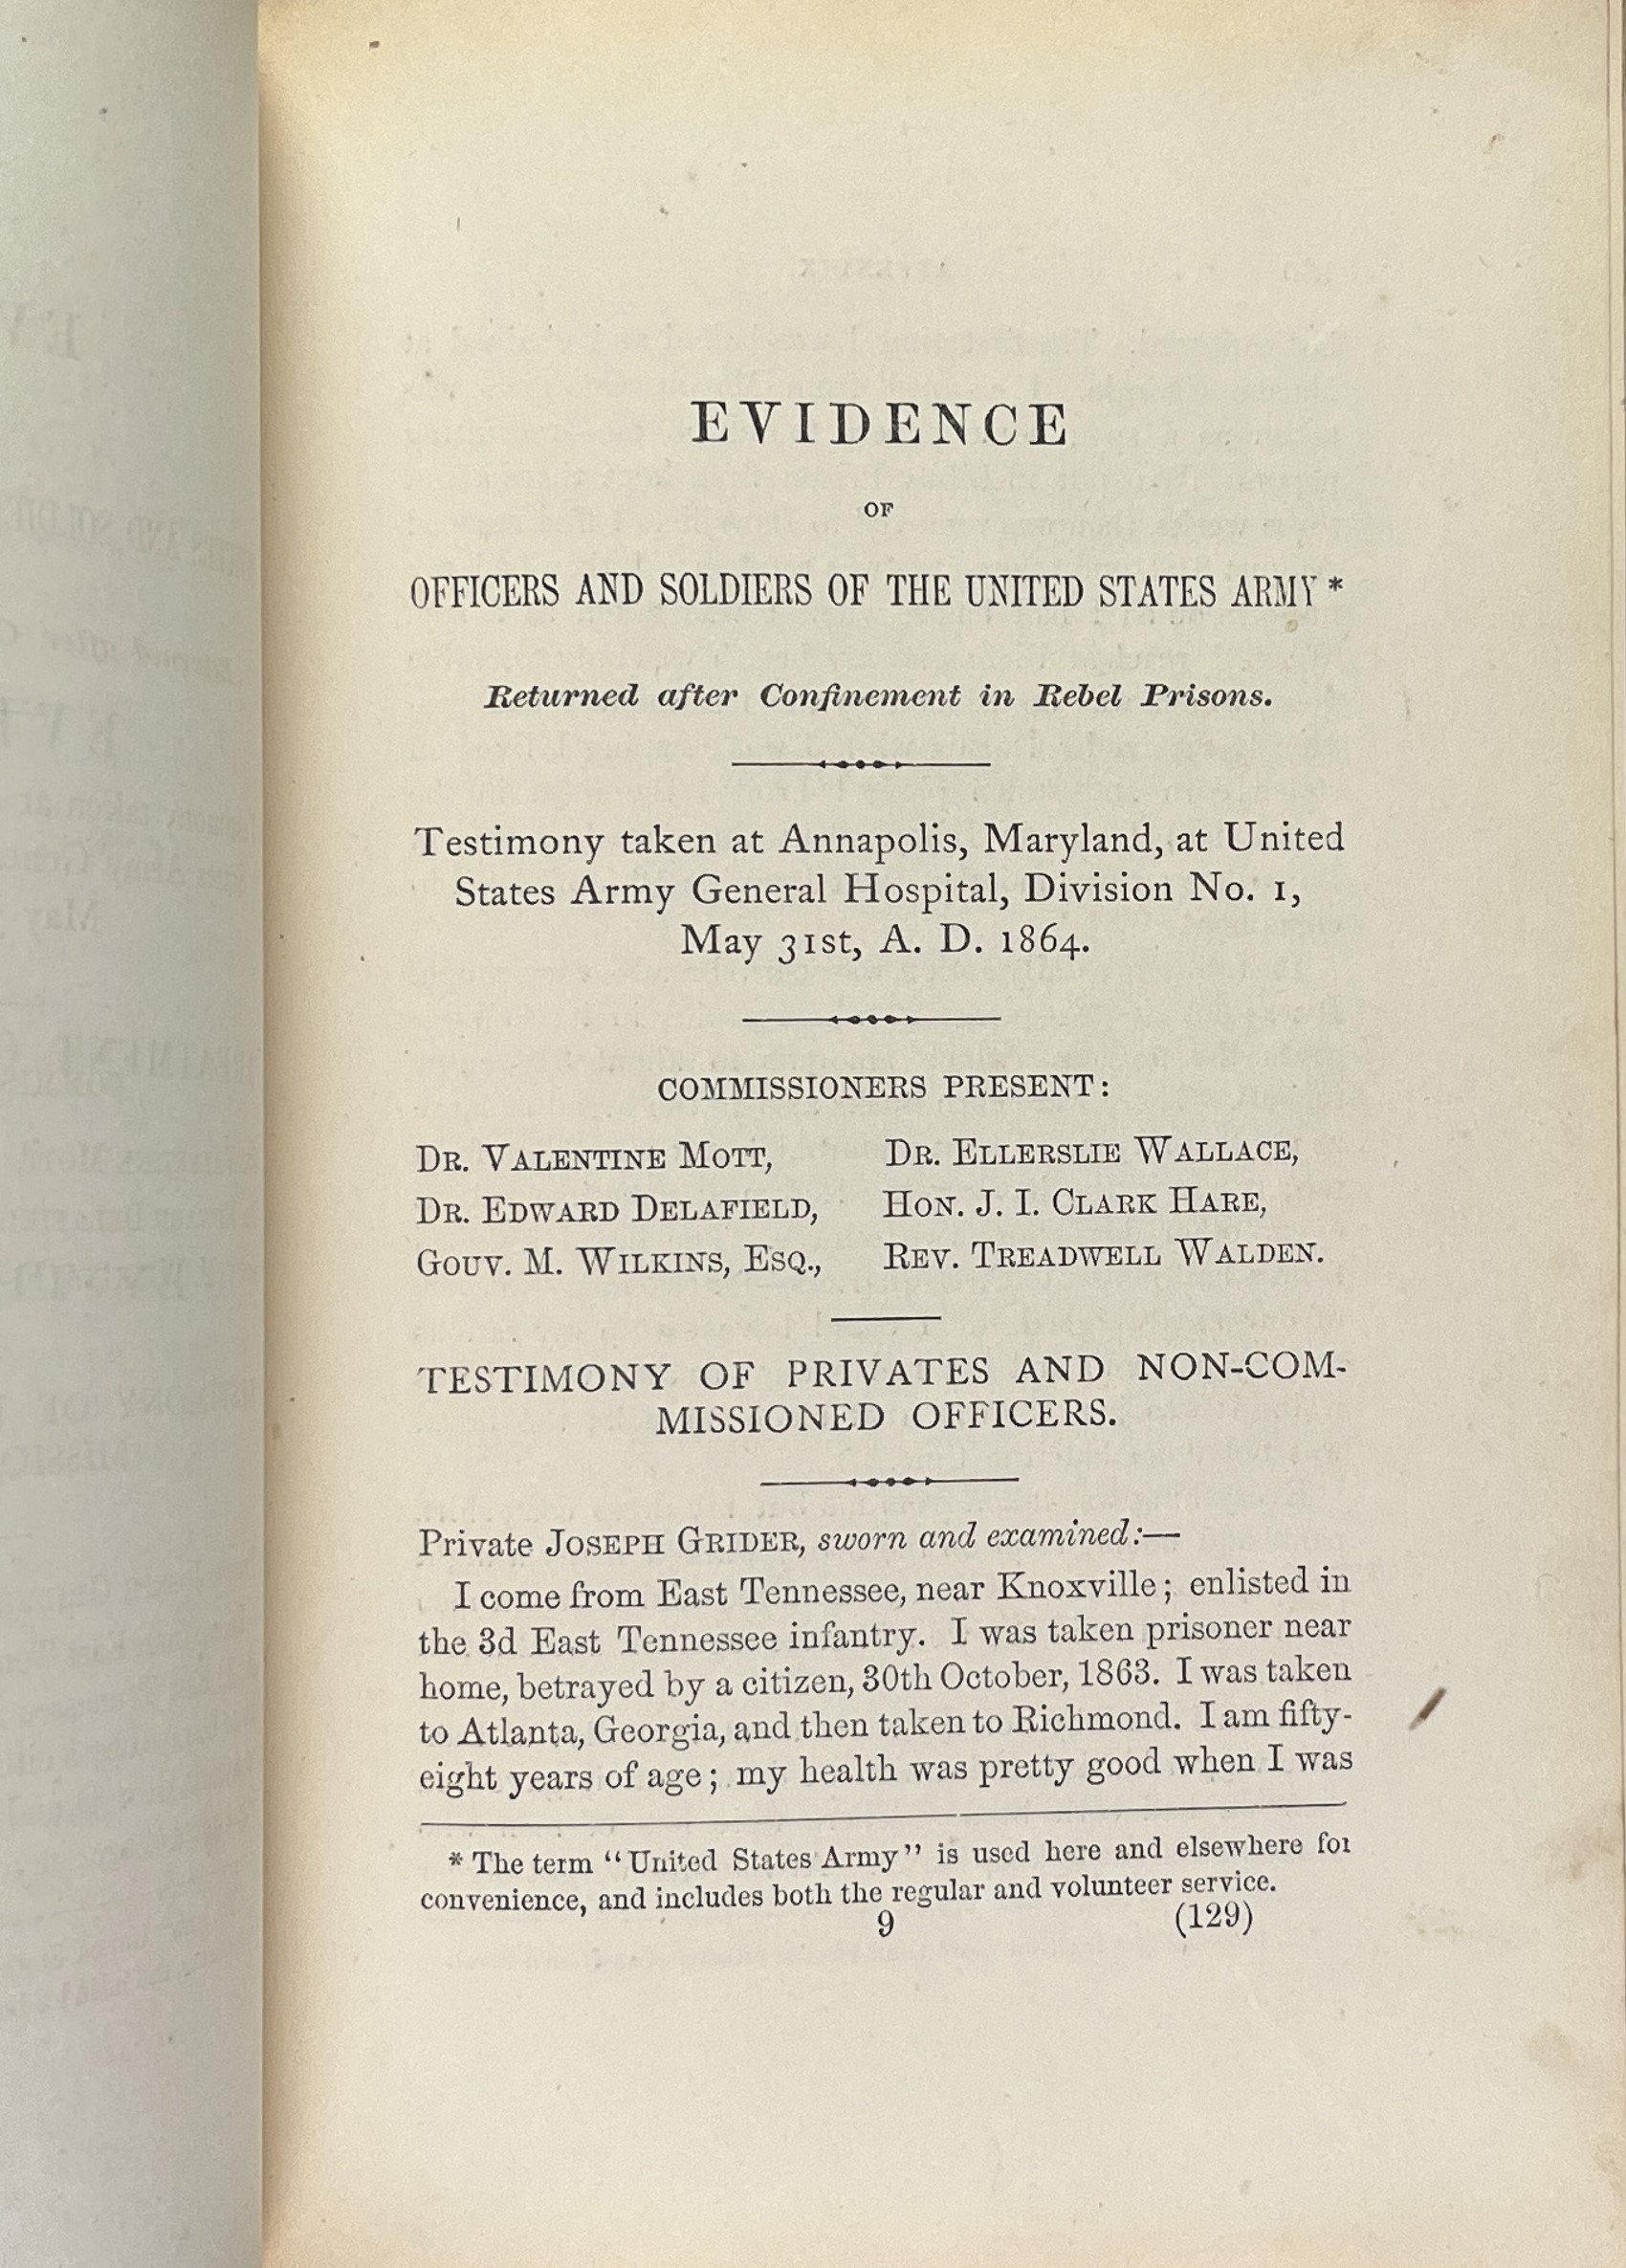 EVIDENCE
OF
OFFICERS AND SOLDIERS OF THE UNITED STATES ARMY *
Returned after Confinement in Rebel Prisons.
Testimony taken at Annapolis, Maryland, at United
States Army General Hospital, Division No. 1,
May 31st, A. D. 1864.
COMMISSIONERS PRESENT:
DR. VALENTINE MOTT,
DR. EDWARD DELAFIELD,
GOUV. M. WILKINS, ESQ.,
DR. ELLERSLIE WALLACE,
HON. J. I. CLARK HARE,
REV. TREADWELL WALDEN.
TESTIMONY OF PRIVATES AND NON-COM-
MISSIONED OFFICERS.
Private JOSEPH GRIDER, sworn and examined:—
I come from East Tennessee, near Knoxville; enlisted in
the 3d East Tennessee infantry. I was taken prisoner near
home, betrayed by a citizen, 30th October, 1863. I was taken
to Atlanta, Georgia, and then taken to Richmond. I am fifty-
eight years of age; my health was pretty good when I was
* The term "United States Army" is used here and elsewhere for
convenience, and includes both the regular and volunteer service.
9 (129)